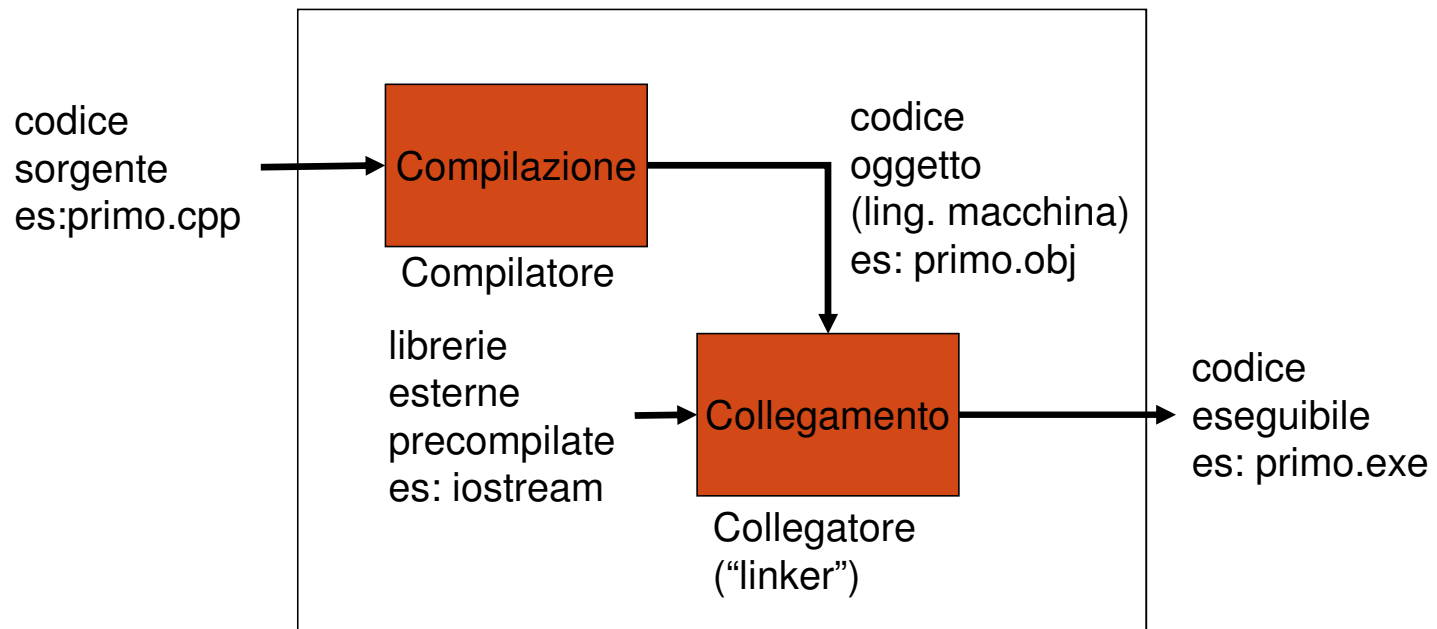 codice
sorgente
es:primo.cpp
Compilazione
Compilatore
codice
oggetto
(ling. macchina)
es: primo.obj
librerie
esterne
precompilate
es: iostream
Collegamento
Collegatore
(“linker”)
codice
eseguibile
es: primo.exe